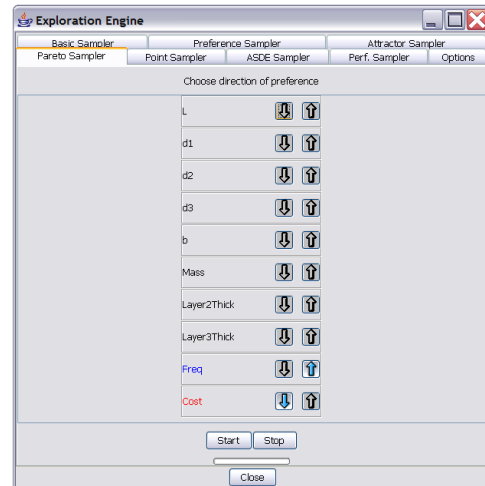 Exploration Engine
Basic Sampler Preference Sampler Attractor Sampler
Pareto Sampler Point Sampler ASDE Sampler Perf. Sampler Options
Choose direction of preference
L
d1
d2
d3
b
Mass
Layer2Thick
Layer3Thick
Freq
Cost
Start Stop
Close